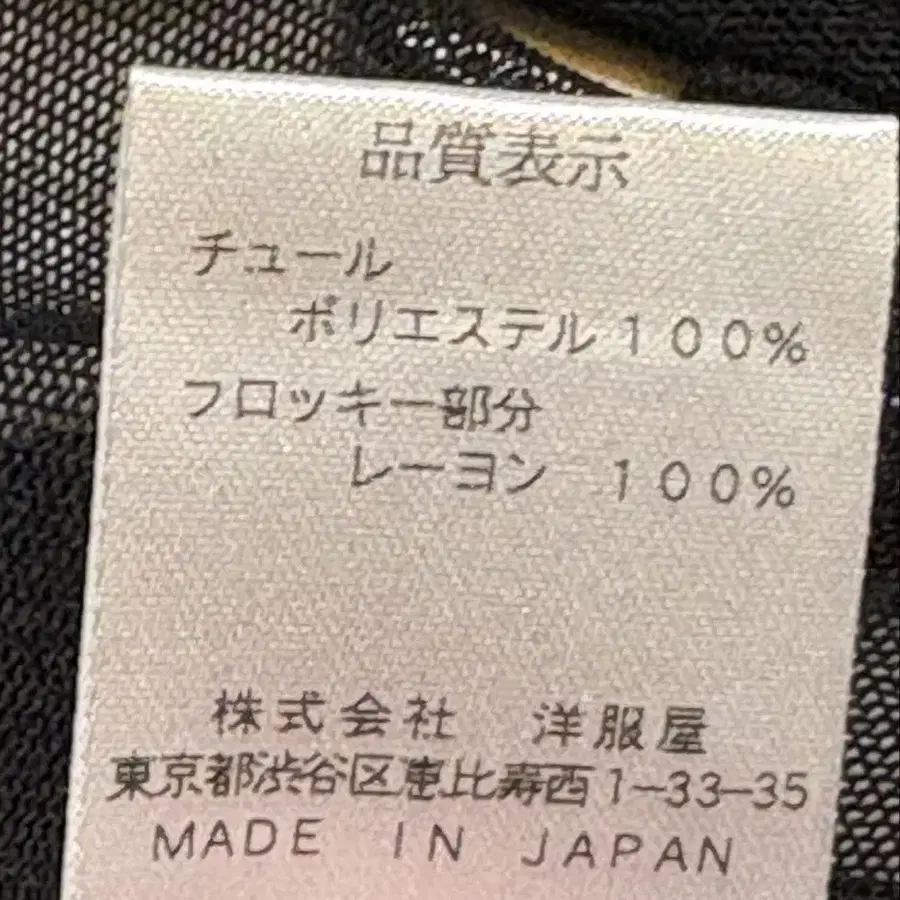 品質表示
チュール
ポリエステル100%
フロッキー部分
レーヨン 100%
株式会社 洋服屋
東京都渋谷区恵比寿西1-33-35
MADE IN JAPAN